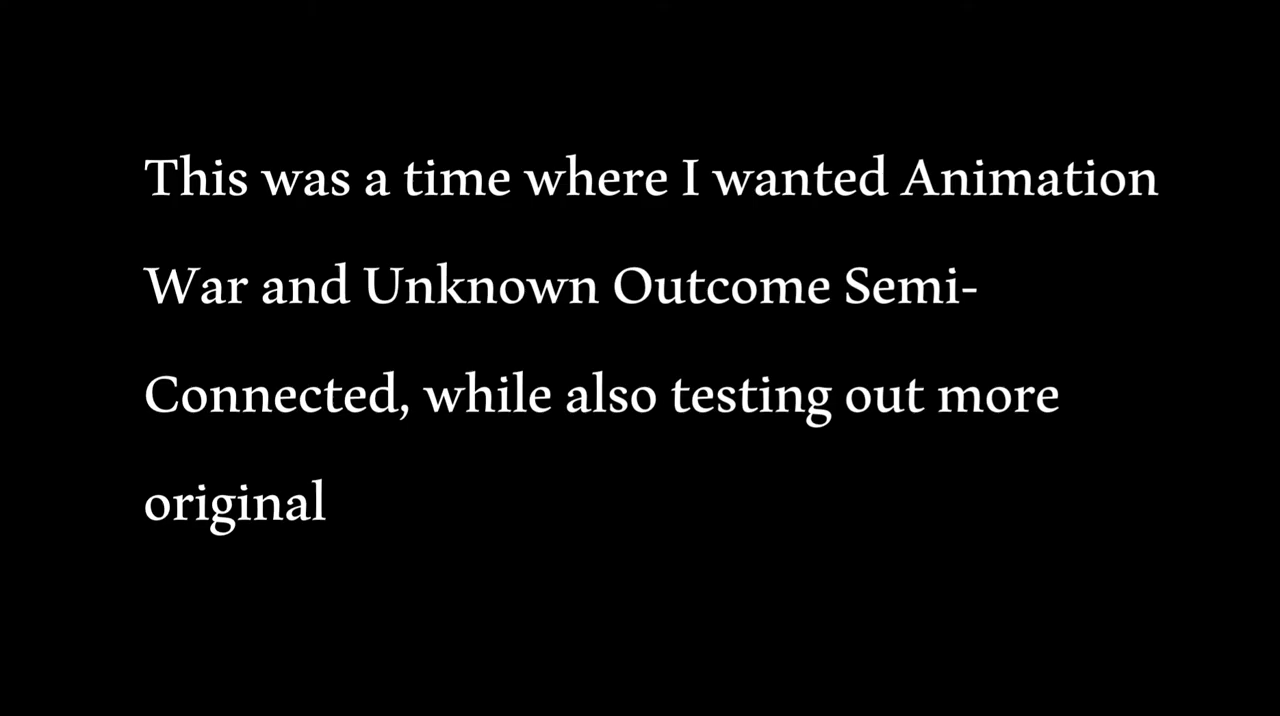 This was a time where I wanted Animation
War and Unknown Outcome Semi-
Connected, while also testing out more
original